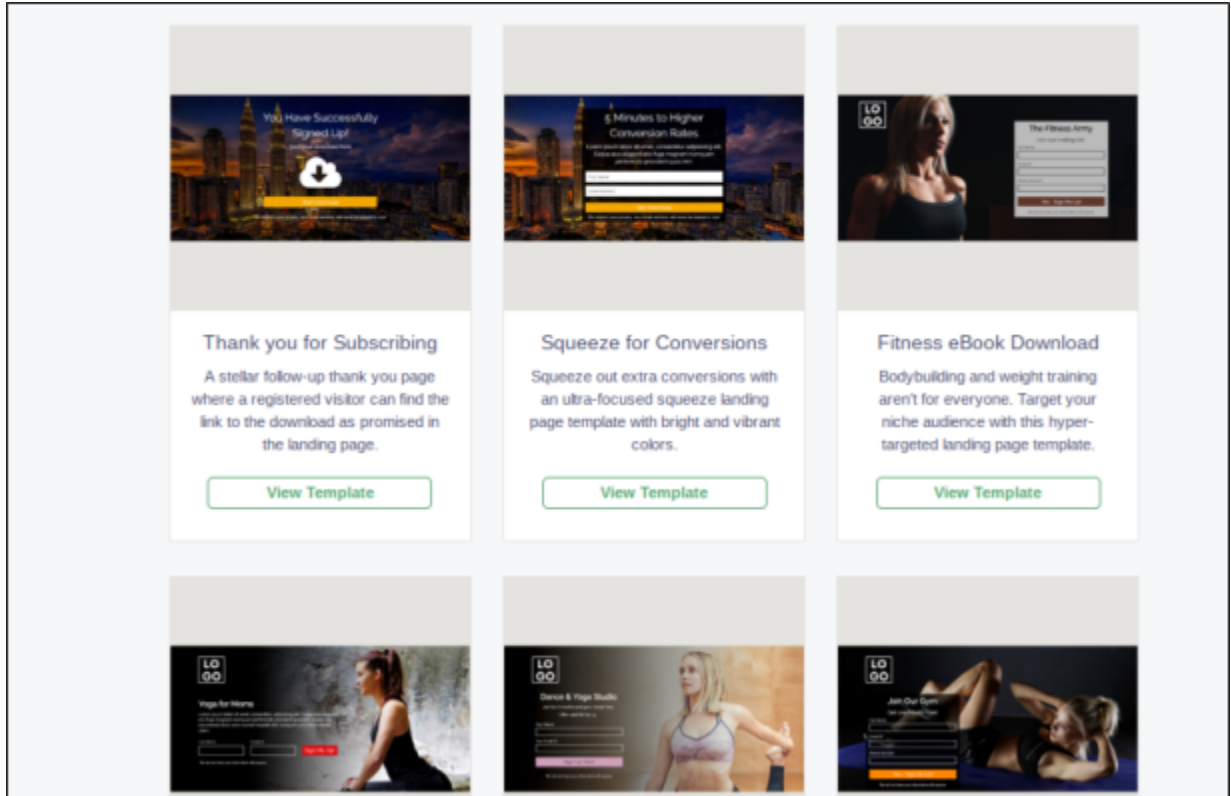 You Have Successfully
Signed Up!
5 Minutes to Higher
Conversion Rates
LO
GO
The Fitness Army
Thank you for Subscribing
A stellar follow-up thank you page
where a registered visitor can find the
link to the download as promised in
the landing page.
View Template
Squeeze for Conversions
Squeeze out extra conversions with
an ultra-focused squeeze landing
page template with bright and vibrant
colors.
View Template
Fitness eBook Download
Bodybuilding and weight training
aren't for everyone. Target your
niche audience with this hyper-
targeted landing page template.
View Template
LO
GO
Yoga for Moms
Sign Me Up!
LO
GO
Dance & Yoga Studio
LO
GO
Join Our Gym